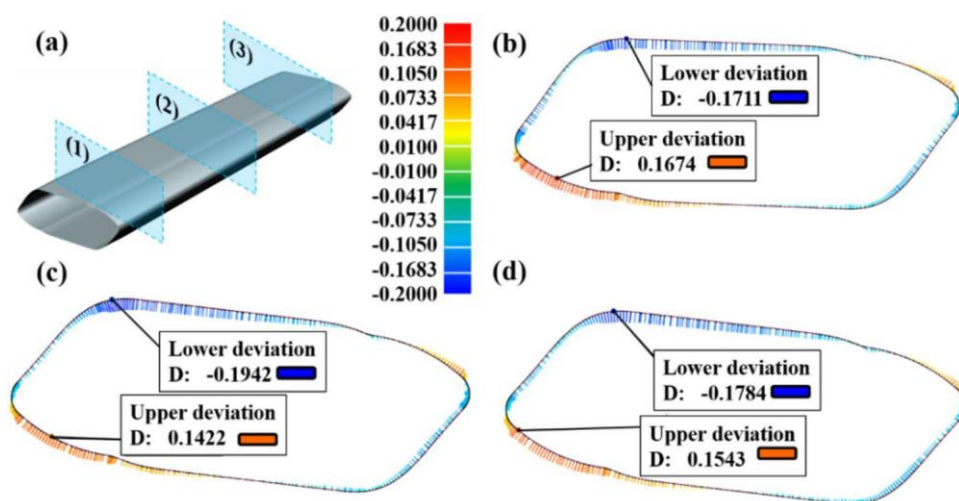 (a)
(1)
(2)
(3)
0.2000
0.1683
0.1050
0.0733
0.0417
0.0100
-0.0100
-0.0417
-0.0733
-0.1050
-0.1683
-0.2000
(b)
Lower deviation
D: -0.1711
Upper deviation
D: 0.1674
(c)
Lower deviation
D: -0.1942
Upper deviation
D: 0.1422
(d)
Lower deviation
D: -0.1784
Upper deviation
D: 0.1543